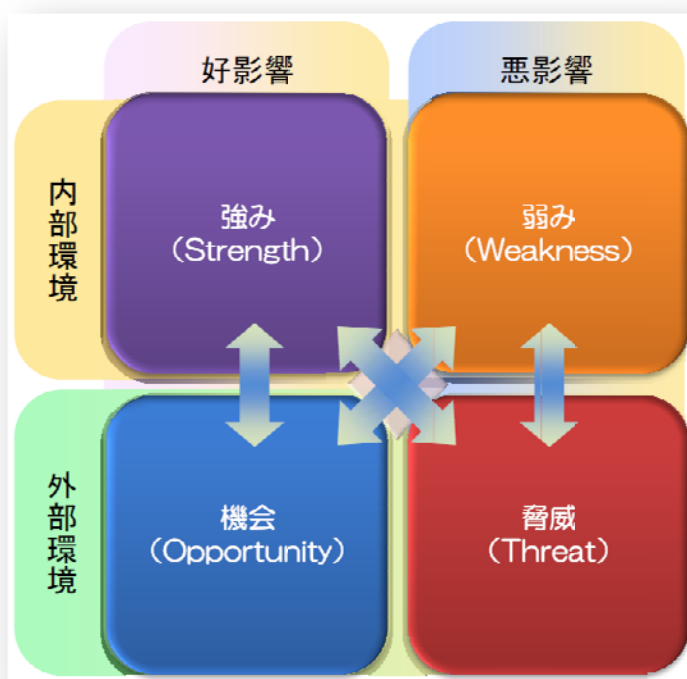 好影響
悪影響
内部環境
強み
（Strength）
弱み
（Weakness）
外部環境
機会
（Opportunity）
脅威
（Threat）